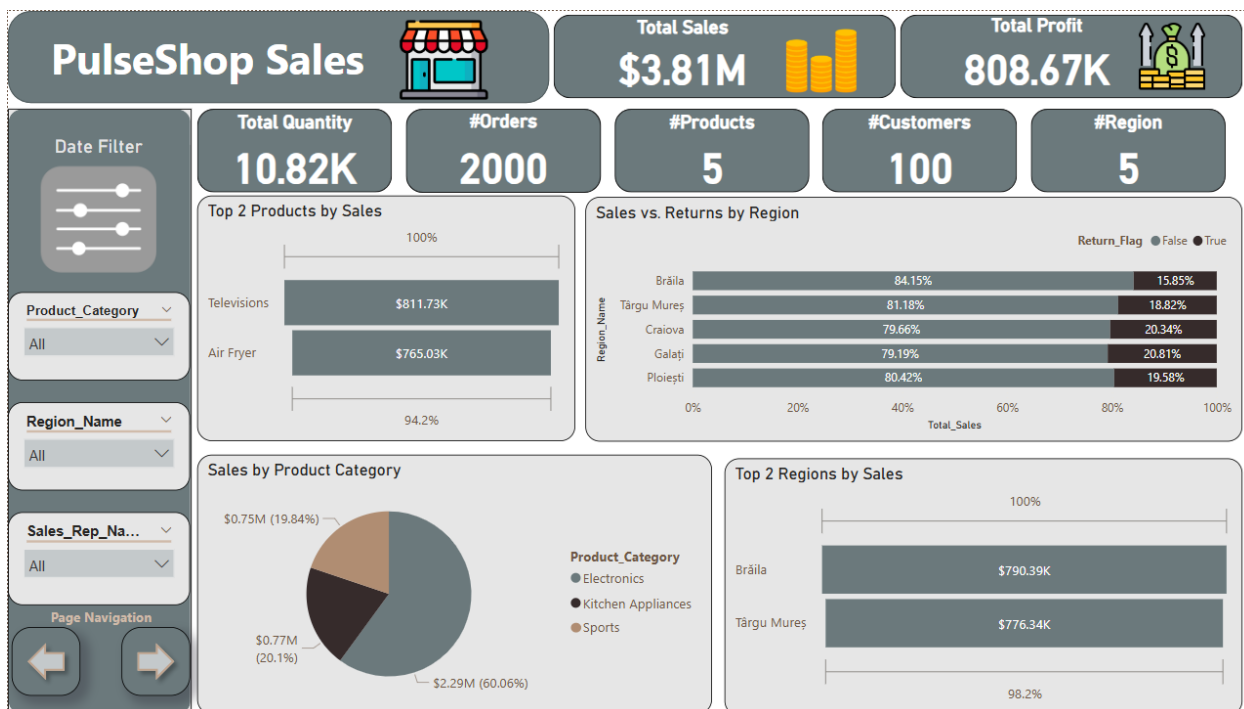 PulseShop Sales
Total Sales
$3.81M
Total Profit
808.67K
$
Date Filter
Total Quantity
10.82K
#Orders
2000
#Products
5
#Customers
100
#Region
5
Product_Category
All
Region_Name
All
Sales_Rep_Na...
All
Page Navigation
Top 2 Products by Sales
100%
Televisions
$811.73K
Air Fryer
$765.03K
94.2%
Sales vs. Returns by Region
Return_Flag False True
Region_Name
Brăila 84.15% 15.85%
Târgu Mureș 81.18% 18.82%
Craiova 79.66% 20.34%
Galați 79.19% 20.81%
Ploiești 80.42% 19.58%
0% 20% 40% 60% 80% 100%
Total_Sales
Sales by Product Category
$0.75M (19.84%)
$0.77M
(20.1%)
$2.29M (60.06%)
Product_Category
Electronics
Kitchen Appliances
Sports
Top 2 Regions by Sales
100%
Brăila
$790.39K
Târgu Mureș
$776.34K
98.2%